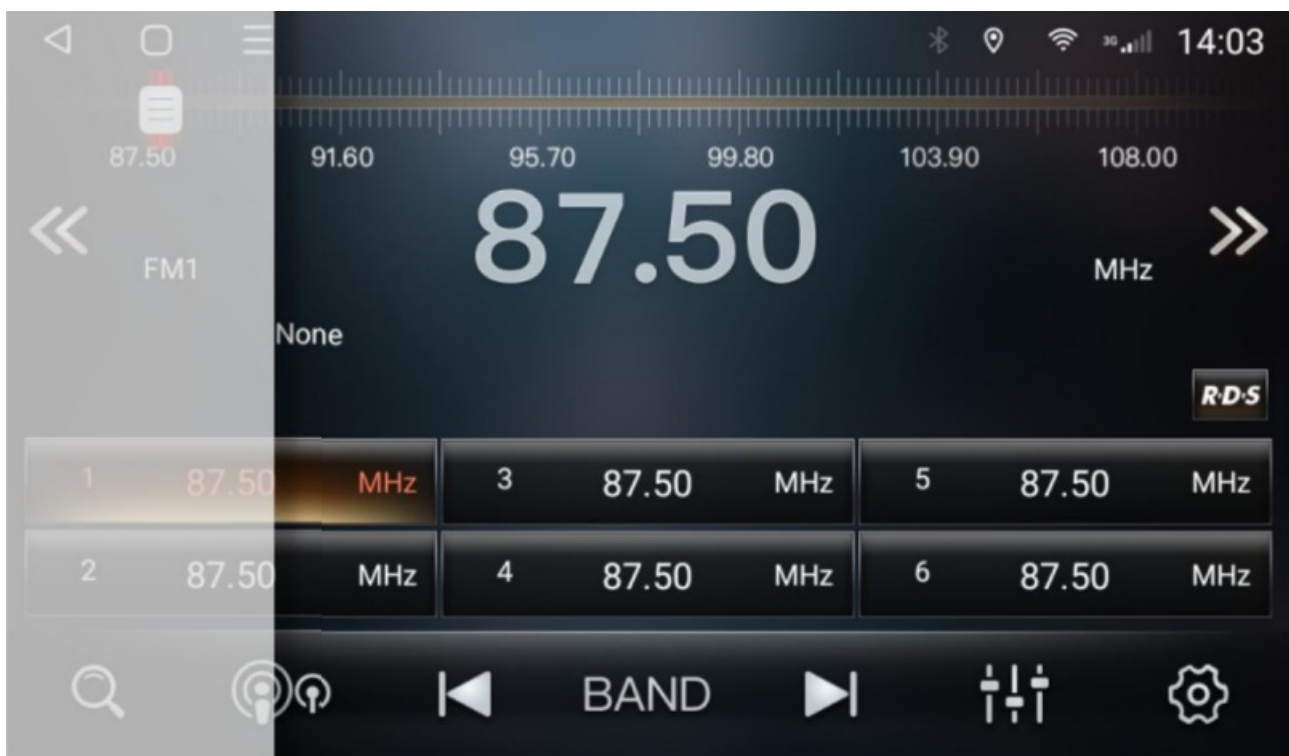 3G 14:03
87.50 91.60 95.70 99.80 103.90 108.00
87.50
FM1 MHz
None
R·D·S
1 87.50 MHz 3 87.50 MHz 5 87.50 MHz
2 87.50 MHz 4 87.50 MHz 6 87.50 MHz
BAND